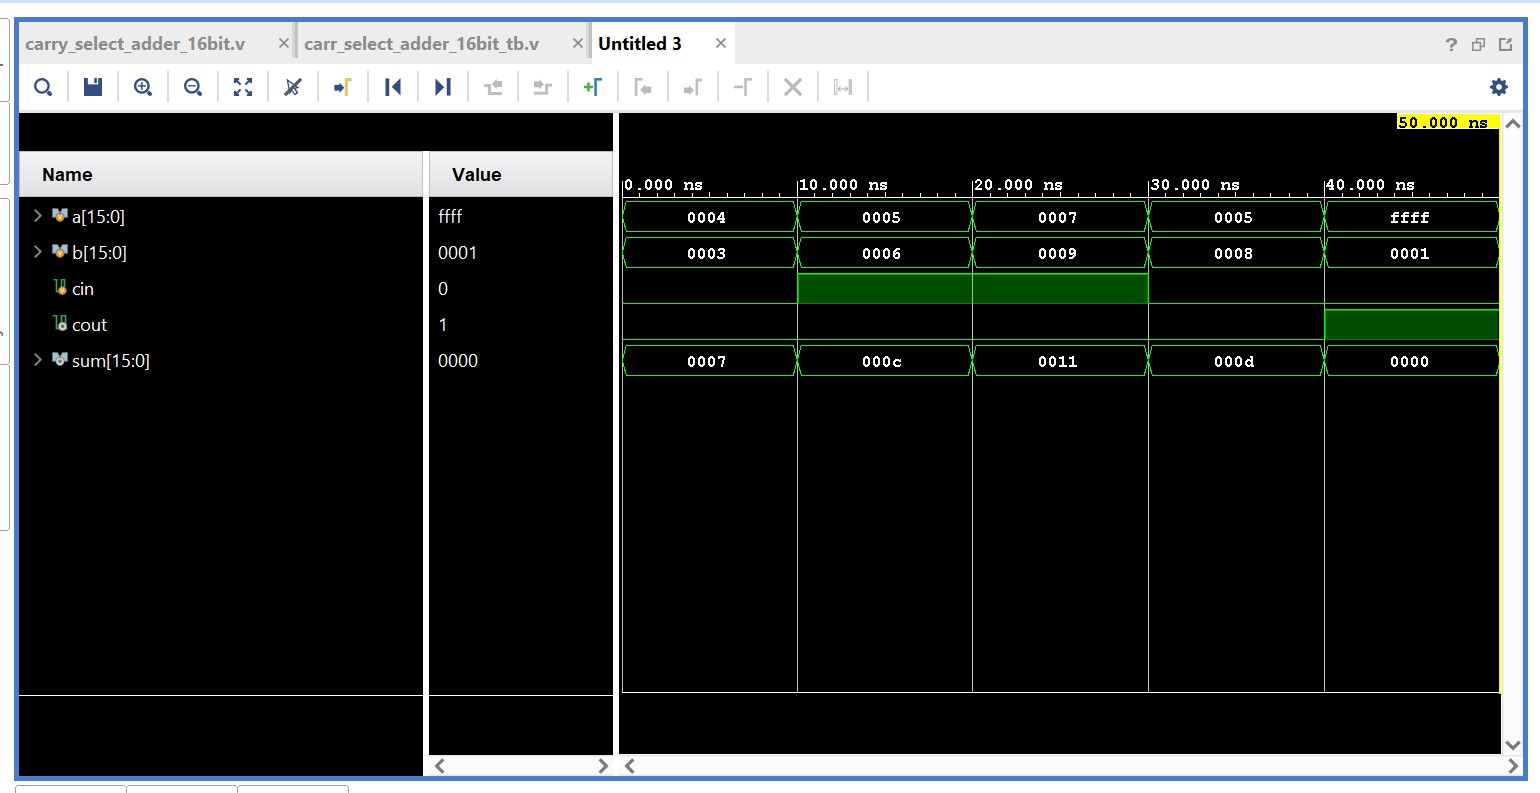 carry_select_adder_16bit.v carr_select_adder_16bit_tb.v Untitled 3
50.000 ns
Name Value
0.000 ns 10.000 ns 20.000 ns 30.000 ns 40.000 ns
a[15:0] ffff 0004 0005 0007 0005 ffff
b[15:0] 0001 0003 0006 0009 0008 0001
cin 0
cout 1
sum[15:0] 0000 0007 000c 0011 000d 0000